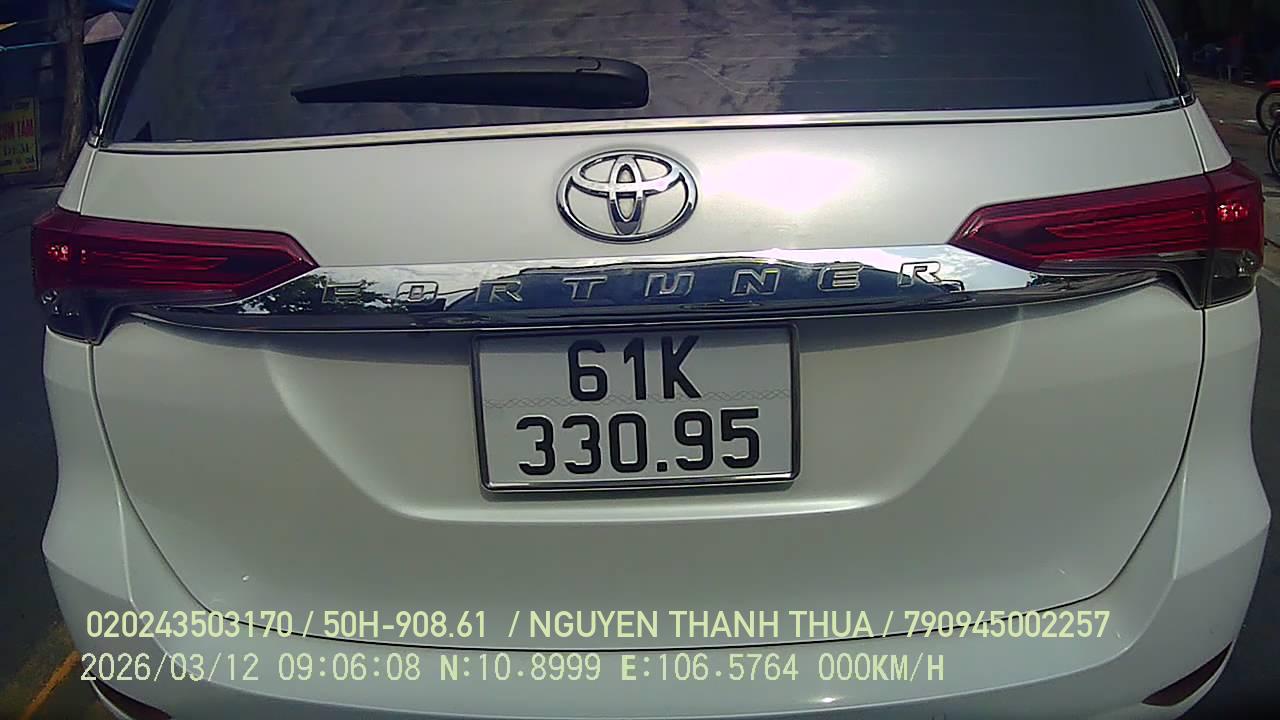 FORTUNER
61K
330.95
020243503170 / 50H-908.61 / NGUYEN THANH THUA / 790945002257
2026/03/12 09:06:08 N:10.8999 E:106.5764 000KM/H